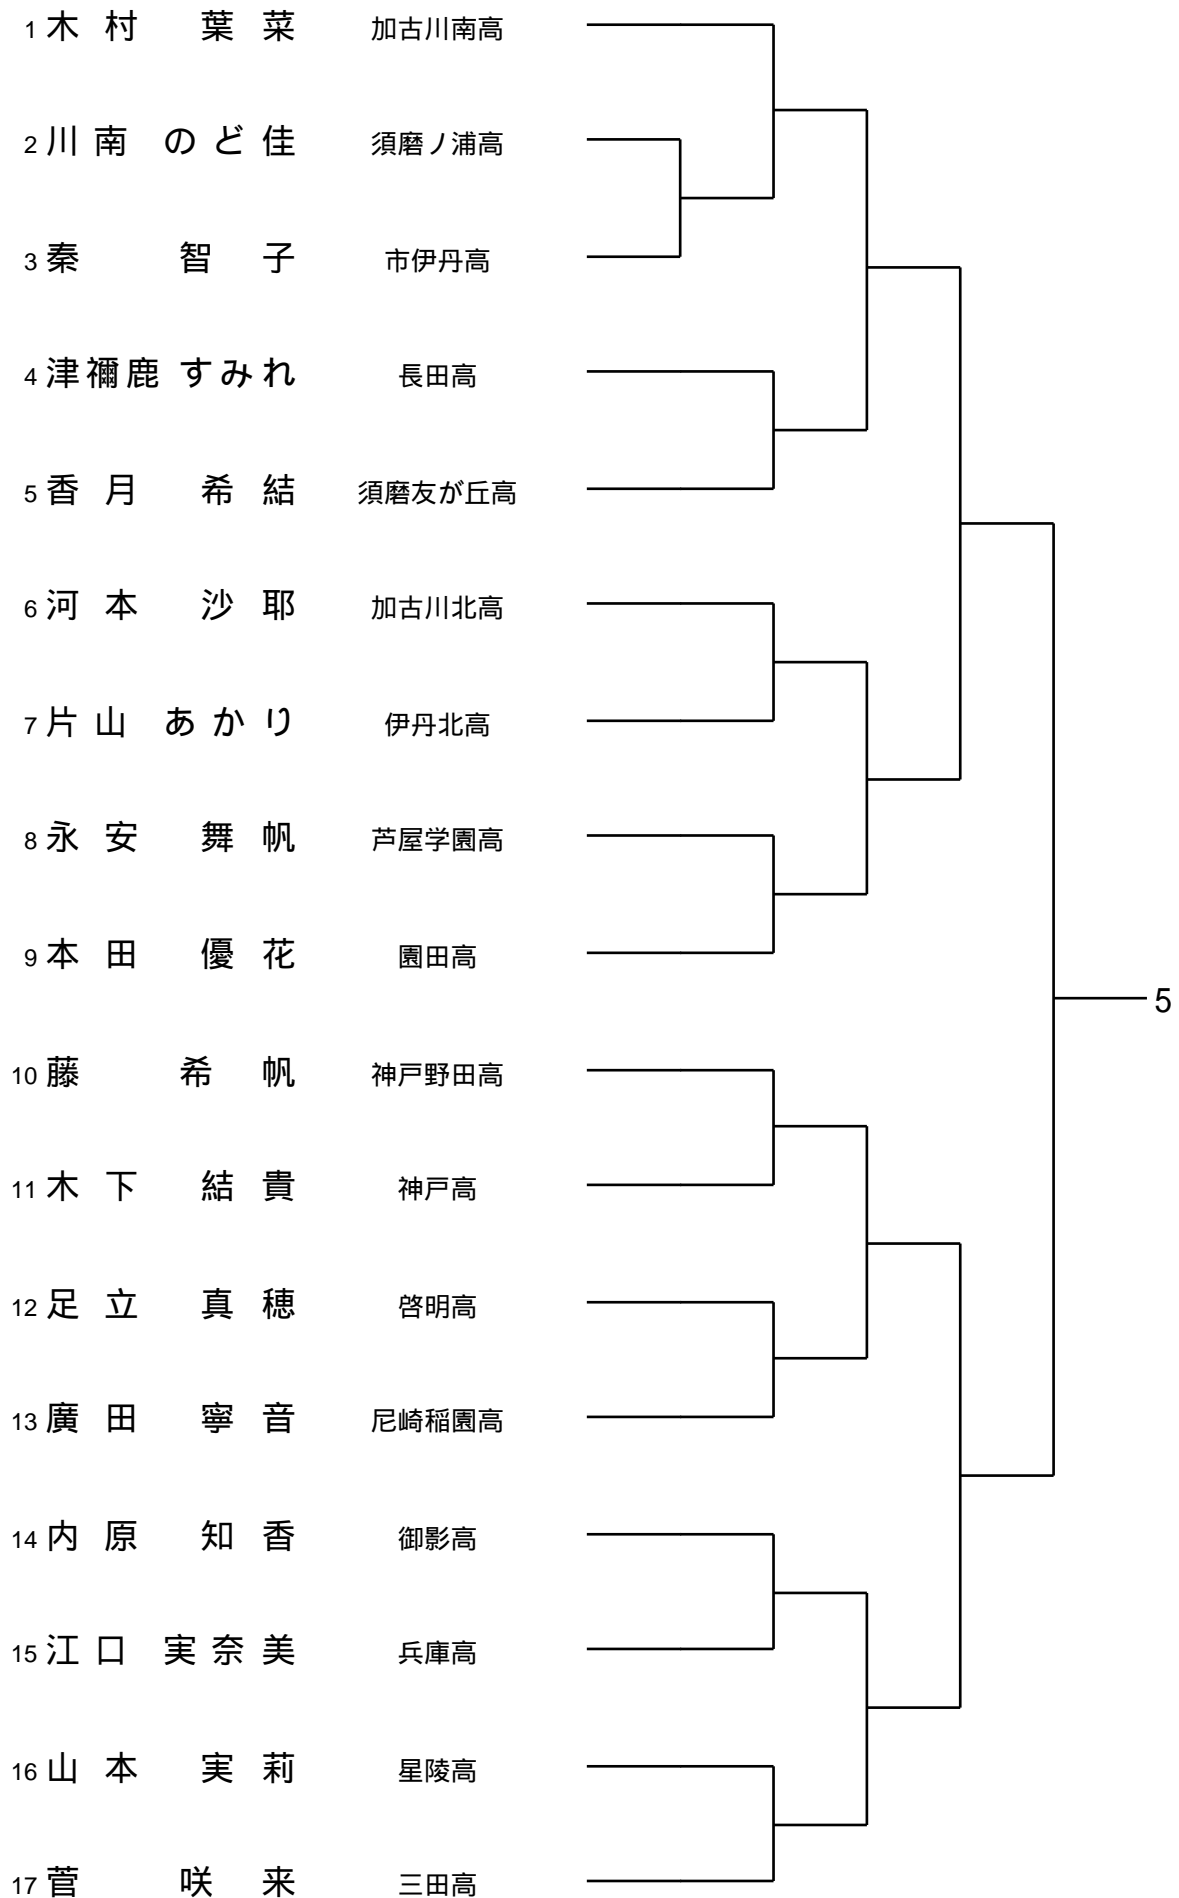 1 木村 葉菜 加古川南高
2 川南 のど佳 須磨ノ浦高
3 秦 智子 市伊丹高
4 津禰鹿 すみれ 長田高
5 香月 希結 須磨友が丘高
6 河本 沙耶 加古川北高
7 片山 あかり 伊丹北高
8 永安 舞帆 芦屋学園高
9 本田 優花 園田高
5
10 藤 希帆 神戸野田高
11 木下 結貴 神戸高
12 足立 真穂 啓明高
13 廣田 寧音 尼崎稲園高
14 内原 知香 御影高
15 江口 実奈美 兵庫高
16 山本 実莉 星陵高
17 菅 咲来 三田高